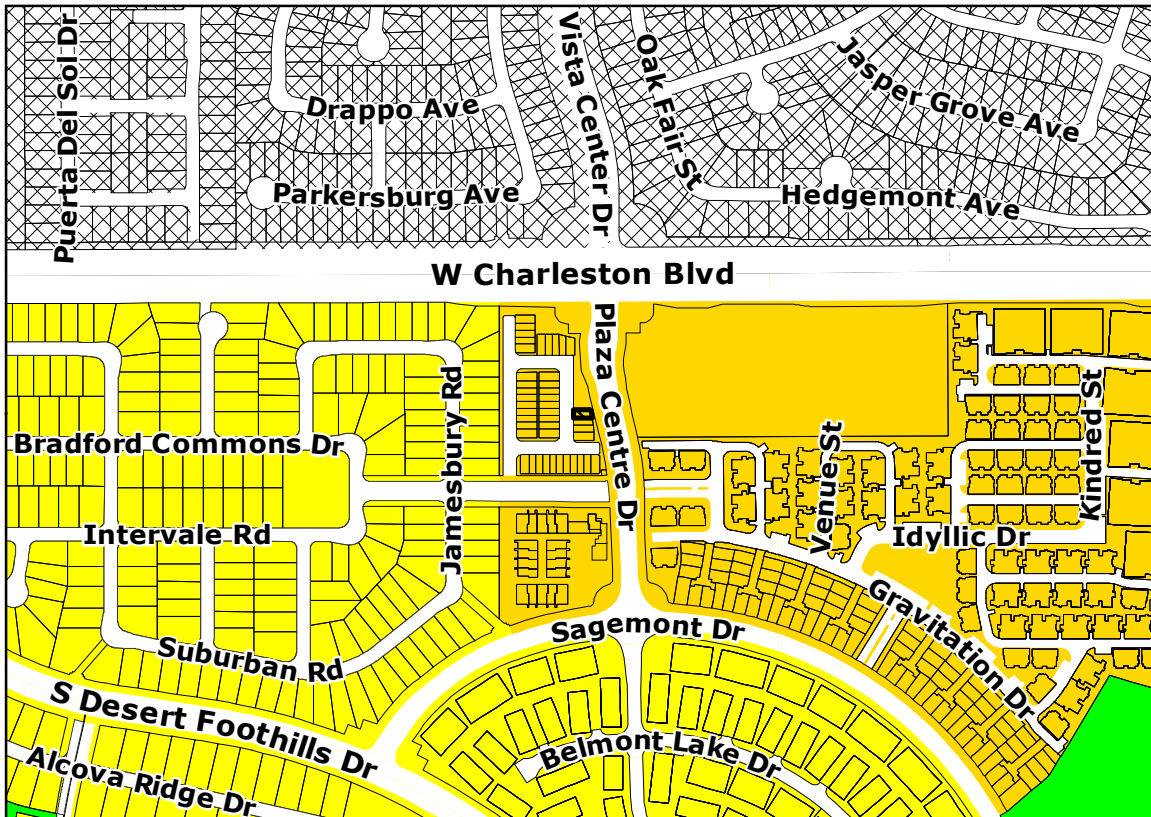 Puerta Del Sol Dr
Vista Center Dr
Oak Fair St
Jasper Grove Ave
Drappo Ave
Parkersburg Ave
Hedgemont Ave
W Charleston Blvd
Plaza Centre Dr
Jamesbury Rd
Kindred St
Bradford Commons Dr
Venue St
Intervale Rd
Idyllic Dr
Gravitation Dr
Suburban Rd
Sagemont Dr
S Desert Foothills Dr
Belmont Lake Dr
Alcova Ridge Dr